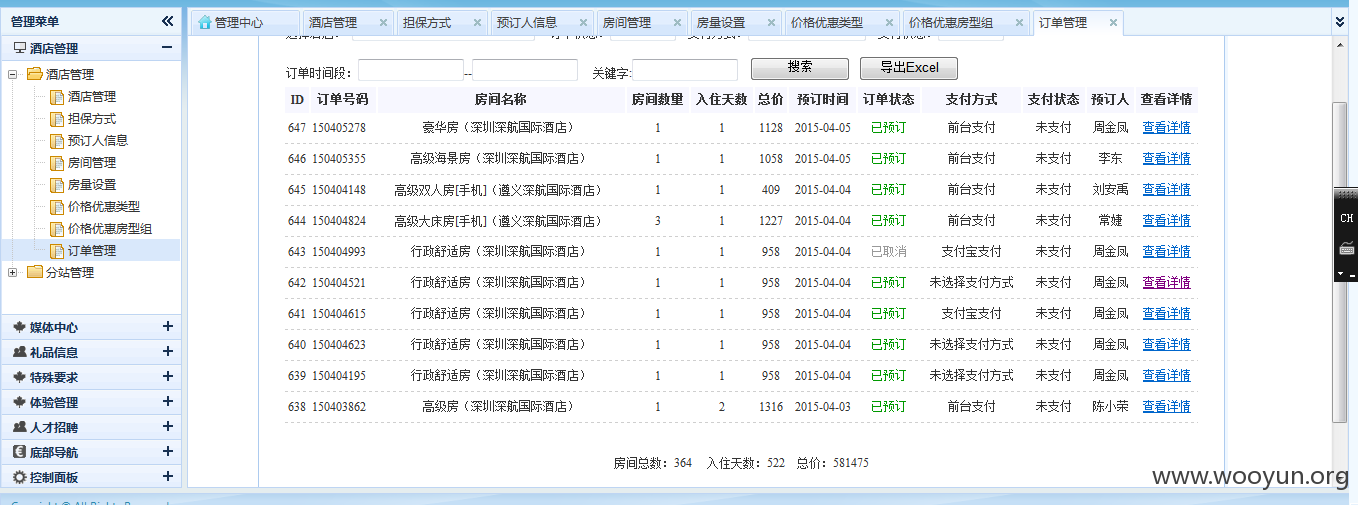 管理菜单
管理中心 酒店管理 担保方式 预订人信息 房间管理 房量设置 价格优惠类型 价格优惠房型组 订单管理
酒店管理
酒店管理
酒店管理
担保方式
预订人信息
房间管理
房量设置
价格优惠类型
价格优惠房型组
订单管理
分站管理
媒体中心
礼品信息
特殊要求
体验管理
人才招聘
底部导航
控制面板
订单时间段： -- 关键字: 搜索 导出Excel
ID 订单号码 房间名称 房间数量 入住天数 总价 预订时间 订单状态 支付方式 支付状态 预订人 查看详情
647 150405278 豪华房（深圳深航国际酒店） 1 1 1128 2015-04-05 已预订 前台支付 未支付 周金凤 查看详情
646 150405355 高级海景房（深圳深航国际酒店） 1 1 1058 2015-04-05 已预订 前台支付 未支付 李东 查看详情
645 150404148 高级双人房[手机]（遵义深航国际酒店） 1 1 409 2015-04-04 已预订 前台支付 未支付 刘安禹 查看详情
644 150404824 高级大床房[手机]（遵义深航国际酒店） 3 1 1227 2015-04-04 已预订 前台支付 未支付 常婕 查看详情
643 150404993 行政舒适房（深圳深航国际酒店） 1 1 958 2015-04-04 已取消 支付宝支付 未支付 周金凤 查看详情
642 150404521 行政舒适房（深圳深航国际酒店） 1 1 958 2015-04-04 已预订 未选择支付方式 未支付 周金凤 查看详情
641 150404615 行政舒适房（深圳深航国际酒店） 1 1 958 2015-04-04 已预订 支付宝支付 未支付 周金凤 查看详情
640 150404623 行政舒适房（深圳深航国际酒店） 1 1 958 2015-04-04 已预订 未选择支付方式 未支付 周金凤 查看详情
639 150404195 行政舒适房（深圳深航国际酒店） 1 1 958 2015-04-04 已预订 未选择支付方式 未支付 周金凤 查看详情
638 150403862 高级房（深圳深航国际酒店） 1 2 1316 2015-04-03 已预订 前台支付 未支付 陈小荣 查看详情
房间总数：364 入住天数：522 总价：581475
CH
www.wooyun.org